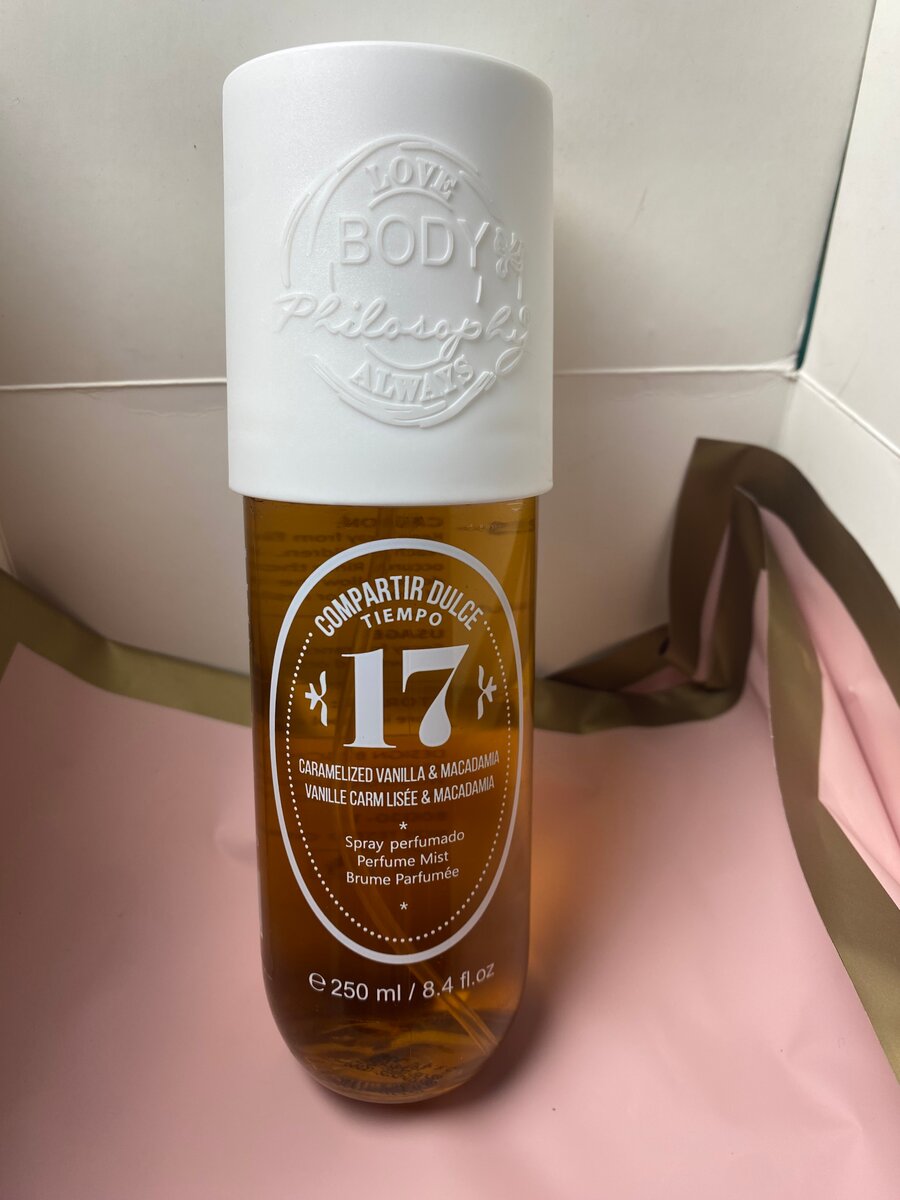 LOVE
BODY
Philosophy
ALWAYS
COMPARTIR DULCE
TIEMPO
17
CARAMELIZED VANILLA & MACADAMIA
VANILLE CARM LISÉE & MACADAMIA
*
Spray perfumado
Perfume Mist
Brume Parfumée
*
℮ 250 ml / 8.4 fl.oz